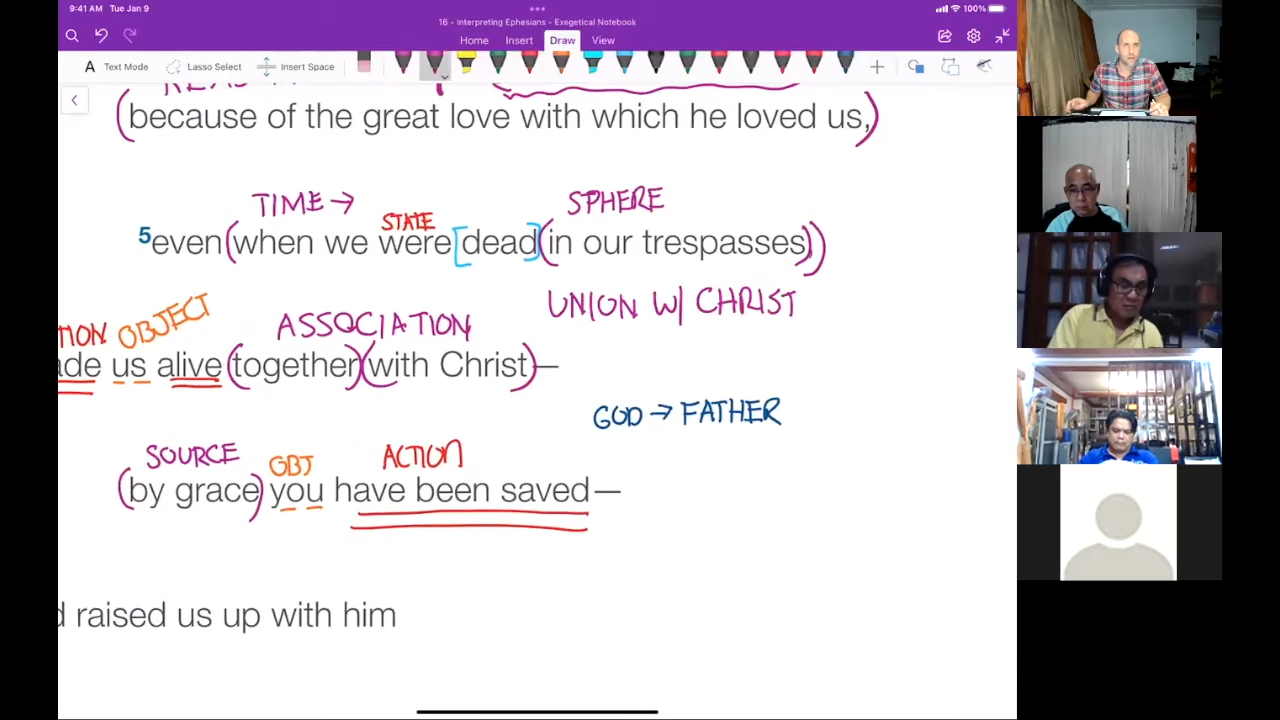 9:41 AM Tue Jan 9
100%
16 - Interpreting Ephesians - Exegetical Notebook
Home Insert Draw View
A Text Mode Lasso Select Insert Space
because of the great love with which he loved us,
TIME → STATE SPHERE
5even (when we were [dead] (in our trespasses,))
UNION W/ CHRIST
TION OBJECT ASSOCIATION
ade us alive (together) (with Christ)—
GOD → FATHER
SOURCE OBJ ACTION
(by grace) you have been saved—
d raised us up with him